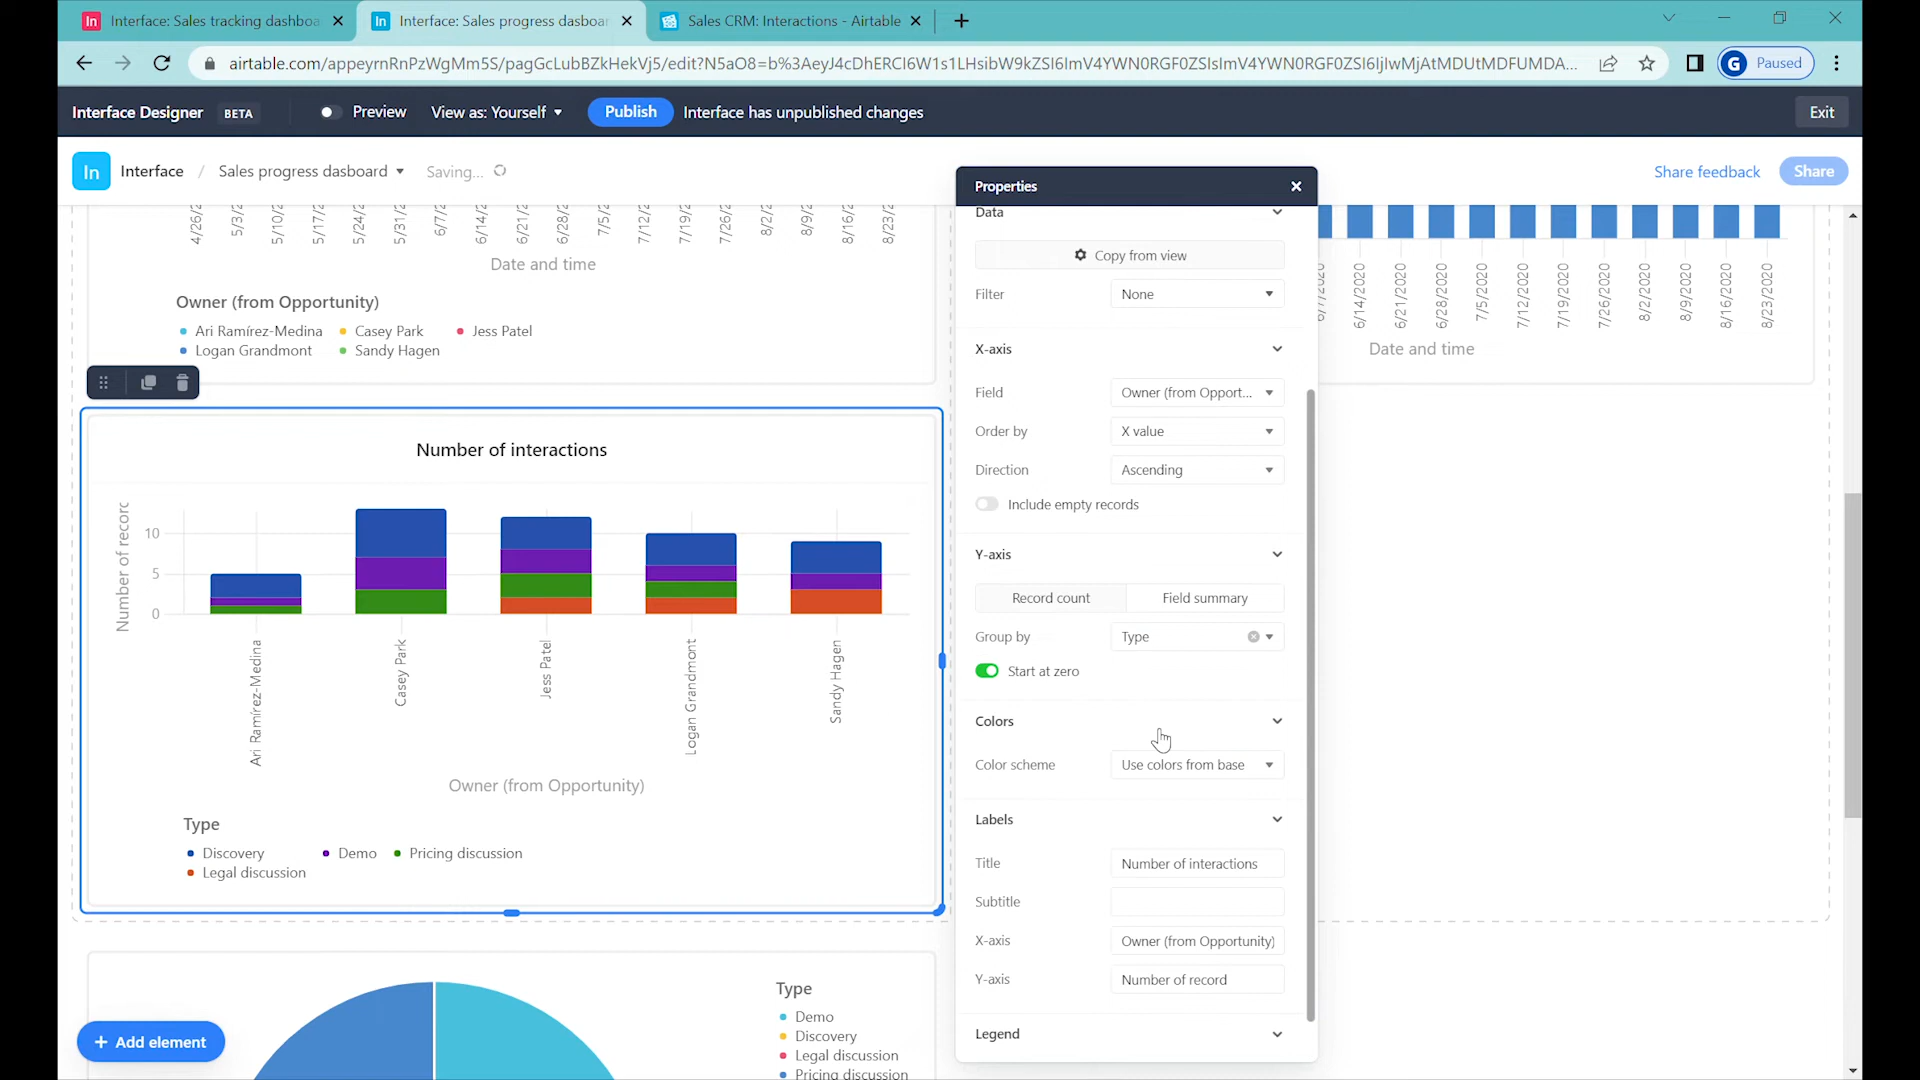 In Interface: Sales tracking dashboa
In Interface: Sales progress dasboar
Sales CRM: Interactions - Airtable
airtable.com/appeyrnRnPzWgMm5S/pagGcLubBZkHekVj5/edit?N5aO8=b%3AeyJ4cDhERCI6W1s1LHsibW9kZSI6ImV4YWN0RGF0ZSIsImV4YWN0RGF0ZSI6IjIwMjAtMDUtMDFUMDA...
G Paused
Interface Designer BETA
Preview
View as: Yourself
Publish
Interface has unpublished changes
Exit
In Interface / Sales progress dasboard
Saving...
Share feedback
Share
4/26/2
5/3/2
5/10/2
5/17/2
5/24/2
5/31/2
6/7/2
6/14/2
6/21/2
6/28/2
7/5/2
7/12/2
7/19/2
7/26/2
8/2/2
8/9/2
8/16/2
8/23/2
Date and time
Owner (from Opportunity)
Ari Ramírez-Medina Casey Park Jess Patel
Logan Grandmont Sandy Hagen
Number of interactions
Number of record
10
5
0
Ari Ramírez-Medina
Casey Park
Jess Patel
Logan Grandmont
Sandy Hagen
Owner (from Opportunity)
Type
Discovery Demo Pricing discussion
Legal discussion
Type
Demo
Discovery
Legal discussion
Pricing discussion
+ Add element
Properties
Data
Copy from view
Filter None
X-axis
Field Owner (from Opport...
Order by X value
Direction Ascending
Include empty records
Y-axis
Record count Field summary
Group by Type
Start at zero
Colors
Color scheme Use colors from base
Labels
Title Number of interactions
Subtitle
X-axis Owner (from Opportunity)
Y-axis Number of record
Legend
6/14/2020
6/21/2020
6/28/2020
7/5/2020
7/12/2020
7/19/2020
7/26/2020
8/2/2020
8/9/2020
8/16/2020
8/23/2020
Date and time